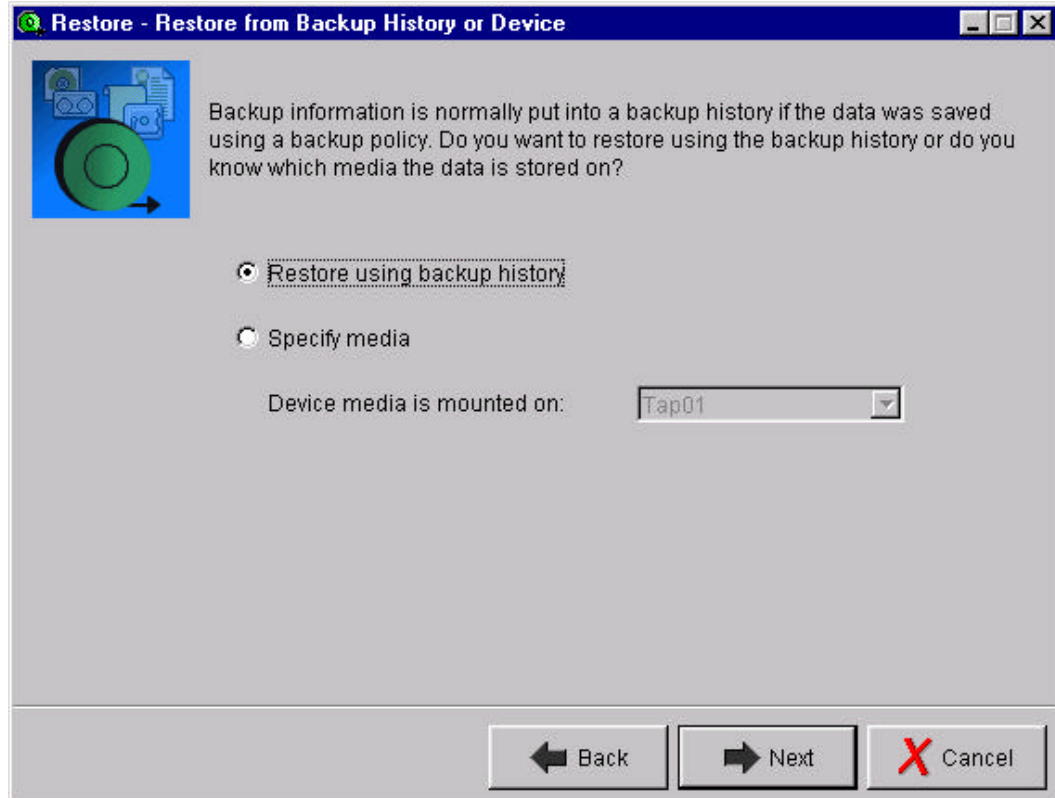 Restore - Restore from Backup History or Device
Backup information is normally put into a backup history if the data was saved
using a backup policy. Do you want to restore using the backup history or do you
know which media the data is stored on?
Restore using backup history
Specify media
Device media is mounted on: Tap01
Back Next Cancel